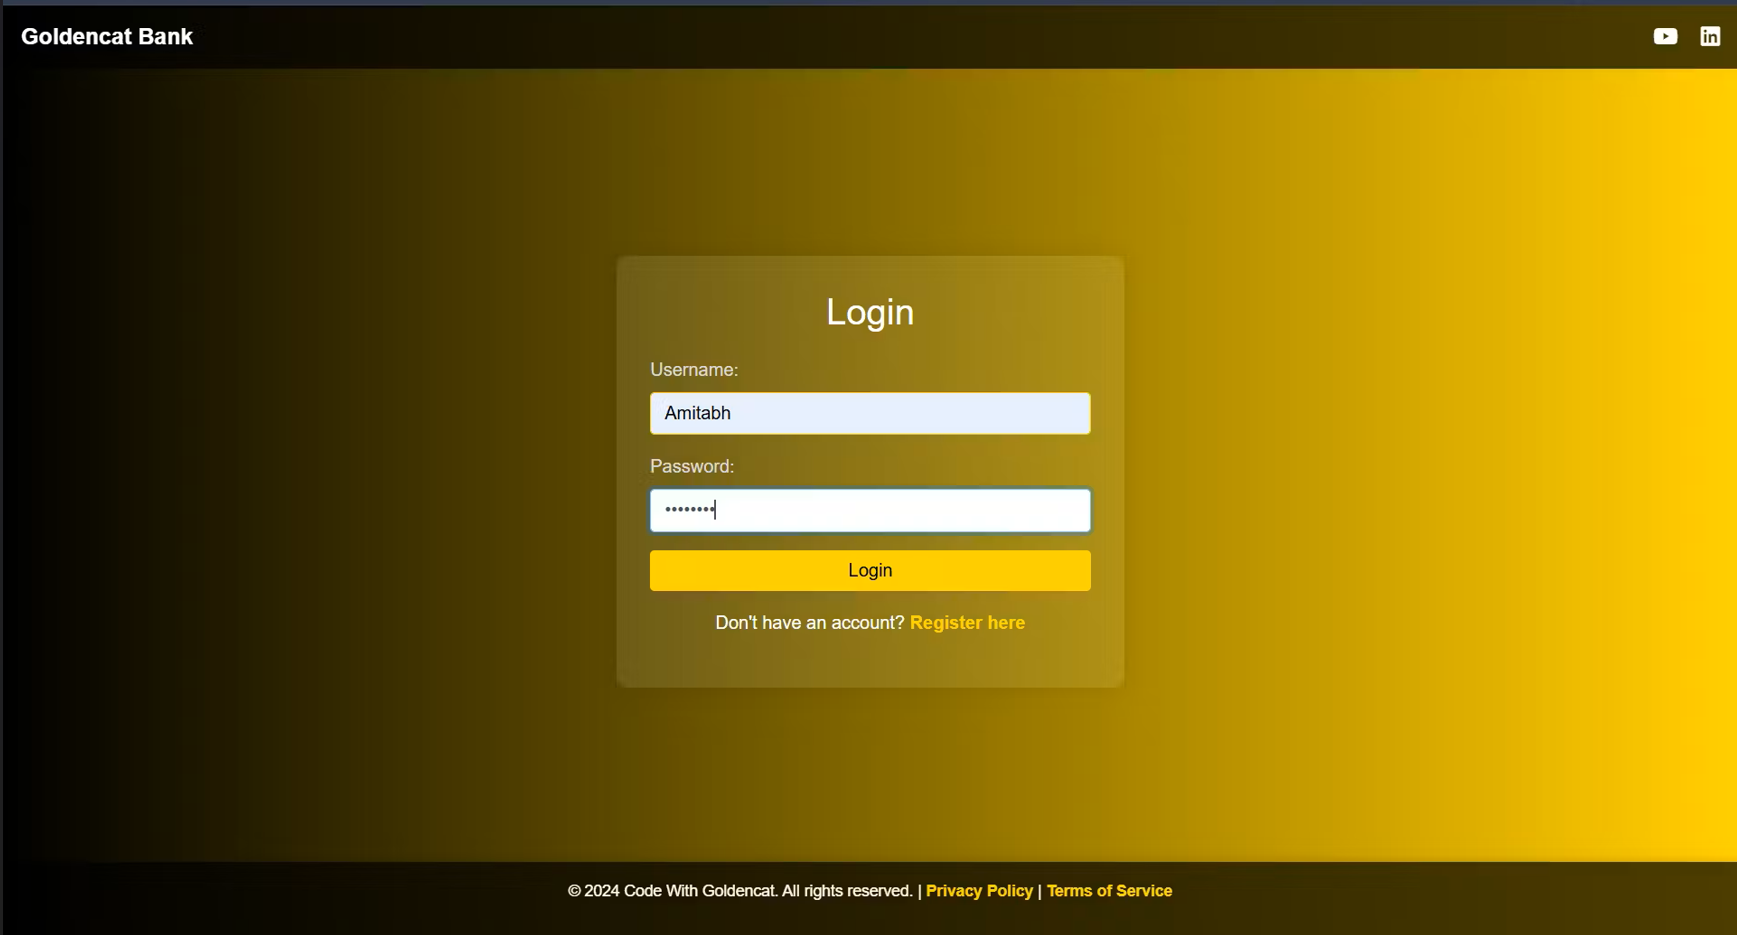 Goldencat Bank
Login
Username:
Amitabh
Password:
••••••••
Login
Don't have an account? Register here
© 2024 Code With Goldencat. All rights reserved. | Privacy Policy | Terms of Service